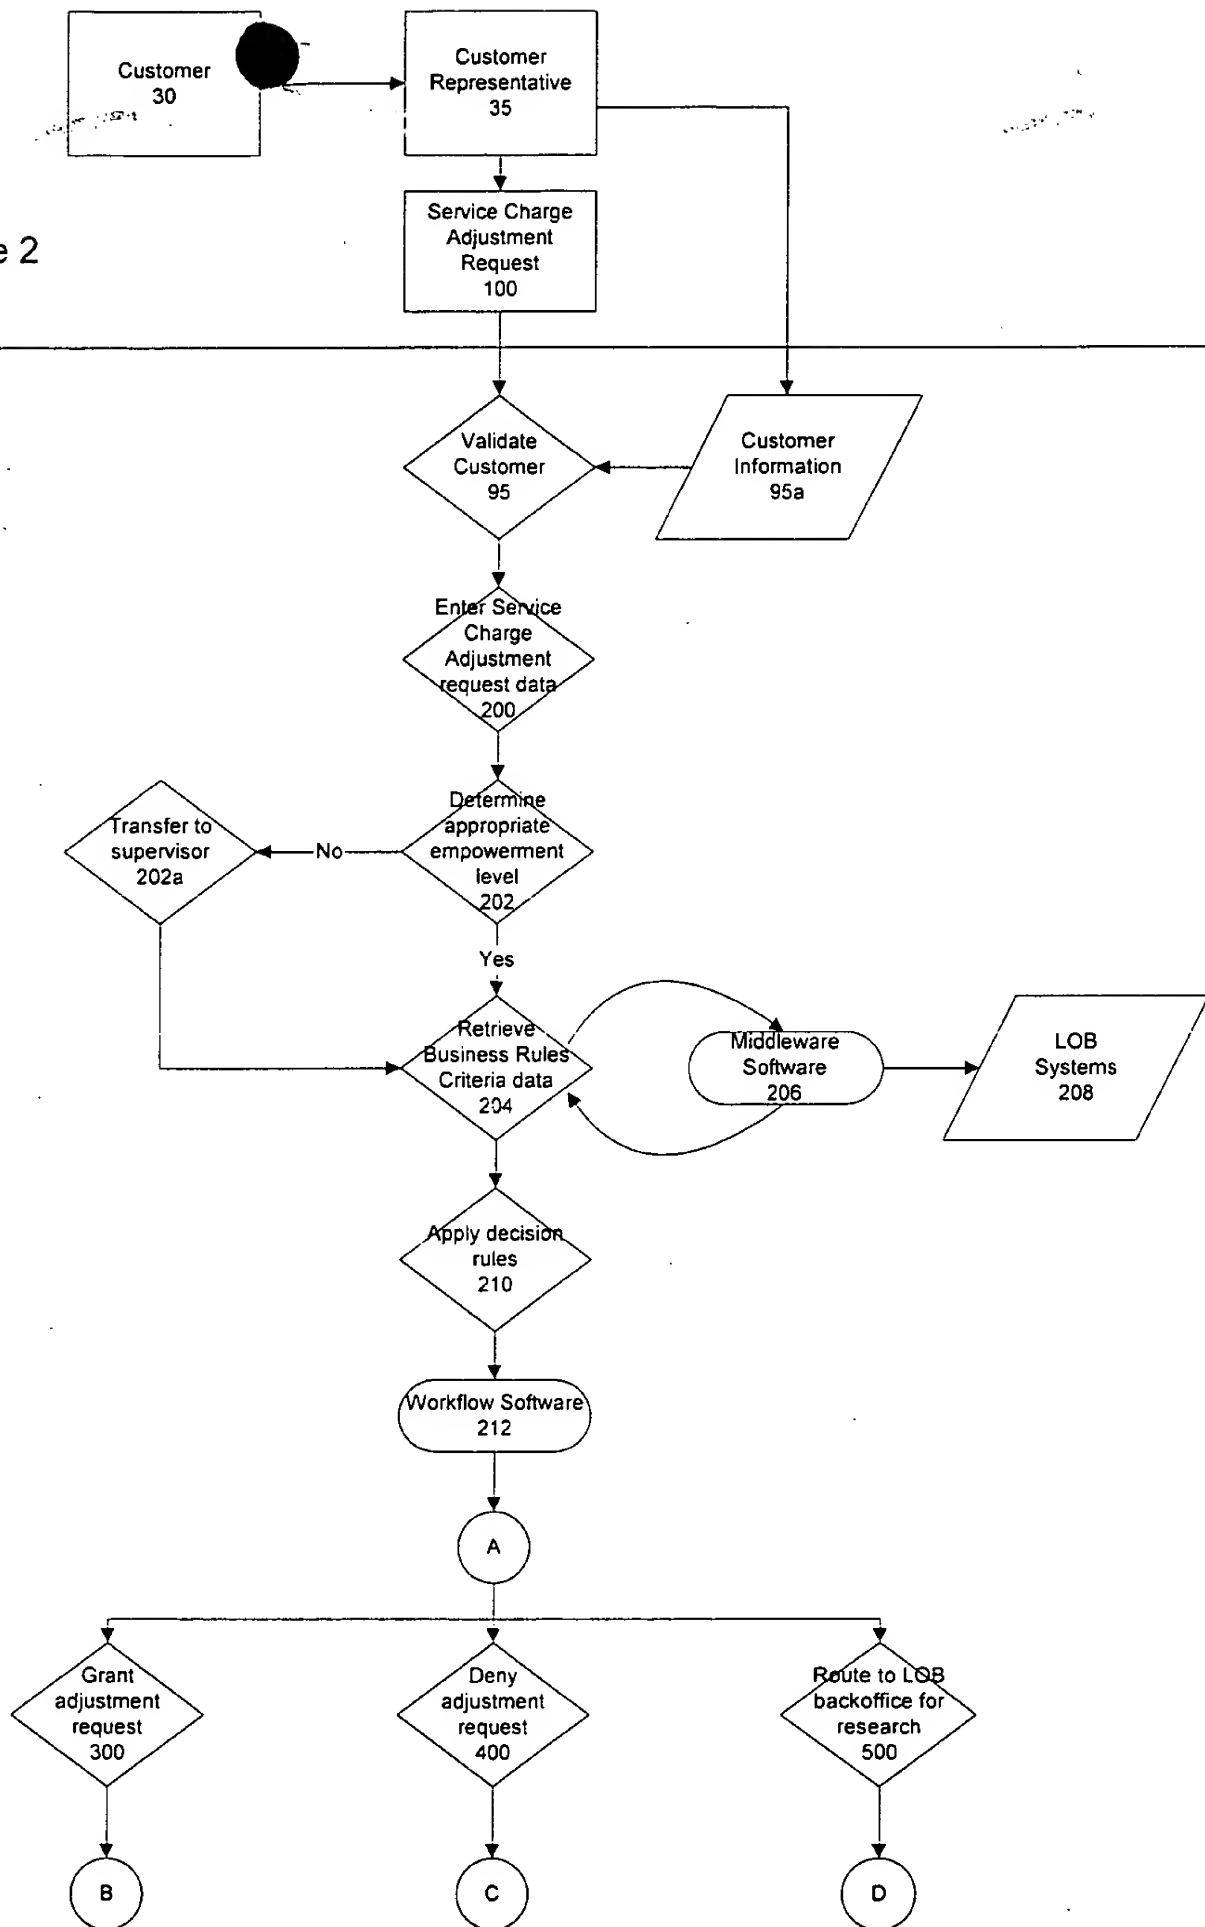 Customer
30
Customer
Representative
35
Service Charge
Adjustment
Request
100
e 2
Validate
Customer
95
Customer
Information
95a
Enter Service
Charge
Adjustment
request data
200
Determine
appropriate
empowerment
level
202
No
Transfer to
supervisor
202a
Yes
Retrieve
Business Rules
Criteria data
204
Middleware
Software
206
LOB
Systems
208
Apply decision
rules
210
Workflow Software
212
A
Grant
adjustment
request
300
Deny
adjustment
request
400
Route to LOB
backoffice for
research
500
B
C
D